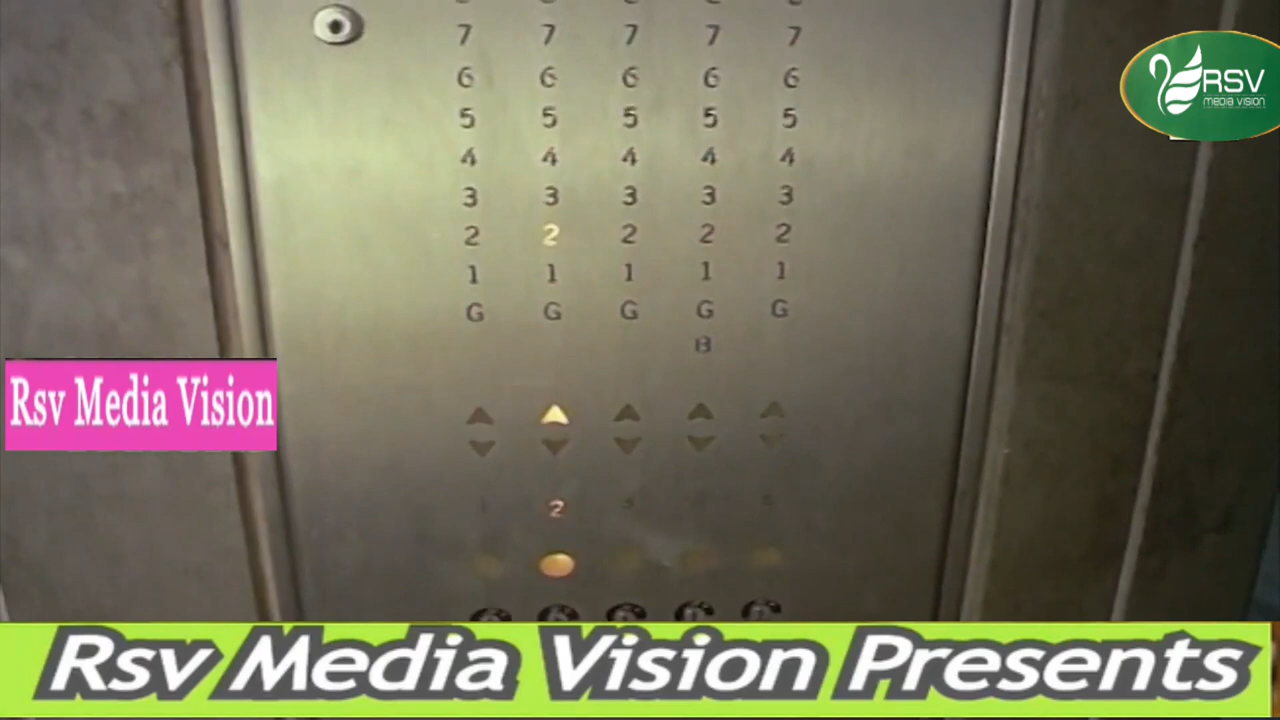 7 7 7 7 7
6 6 6 6 6
5 5 5 5 5
4 4 4 4 4
3 3 3 3 3
2 2 2 2 2
1 1 1 1 1
G G G G G
B
2
RSV
MEDIA VISION
Rsv Media Vision
Rsv Media Vision Presents